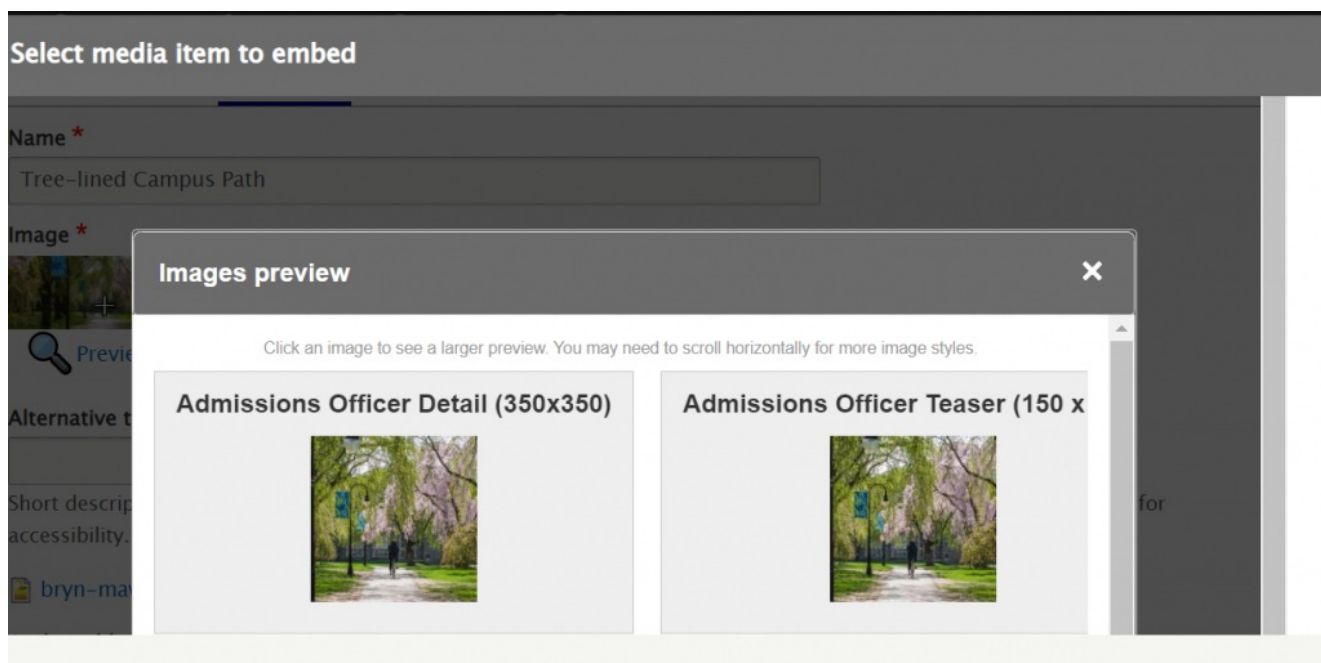 Select media item to embed
Name *
Tree-lined Campus Path
Image *
Images preview
Previe
Click an image to see a larger preview. You may need to scroll horizontally for more image styles.
Admissions Officer Detail (350x350)
Admissions Officer Teaser (150 x
Alternative t
Short descrip
for
accessibility.
bryn-ma